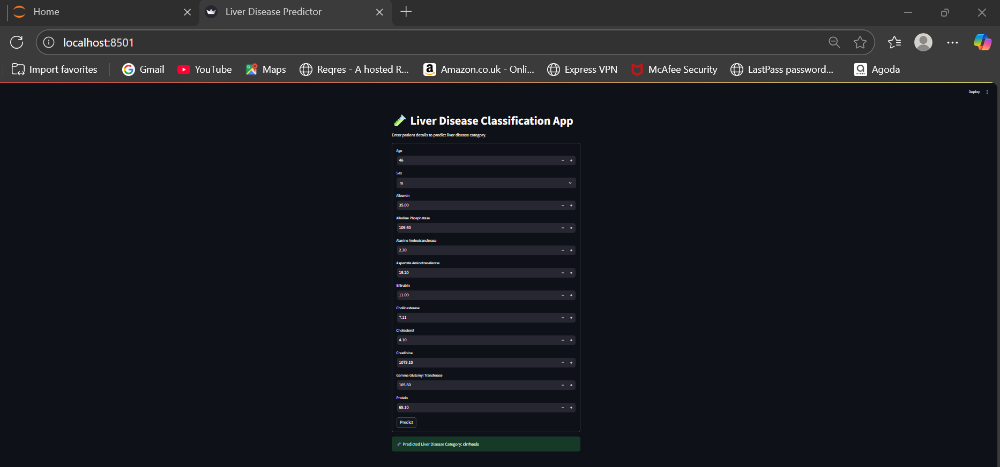 Home
Liver Disease Predictor
localhost:8501
Import favorites
Gmail
YouTube
Maps
Reqres - A hosted R...
Amazon.co.uk - Onli...
Express VPN
McAfee Security
LastPass password...
Agoda
Deploy
Liver Disease Classification App
Enter patient details to predict liver disease category.
Age
46
Sex
m
Albumin
35.00
Alkaline Phosphatase
109.60
Alanine Aminotransferase
2.30
Aspartate Aminotransferase
19.20
Bilirubin
11.00
Cholinesterase
7.11
Cholesterol
4.10
Creatinina
1079.10
Gamma Glutamyl Transferase
105.60
Protein
69.10
Predict
Predicted Liver Disease Category: cirrhosis